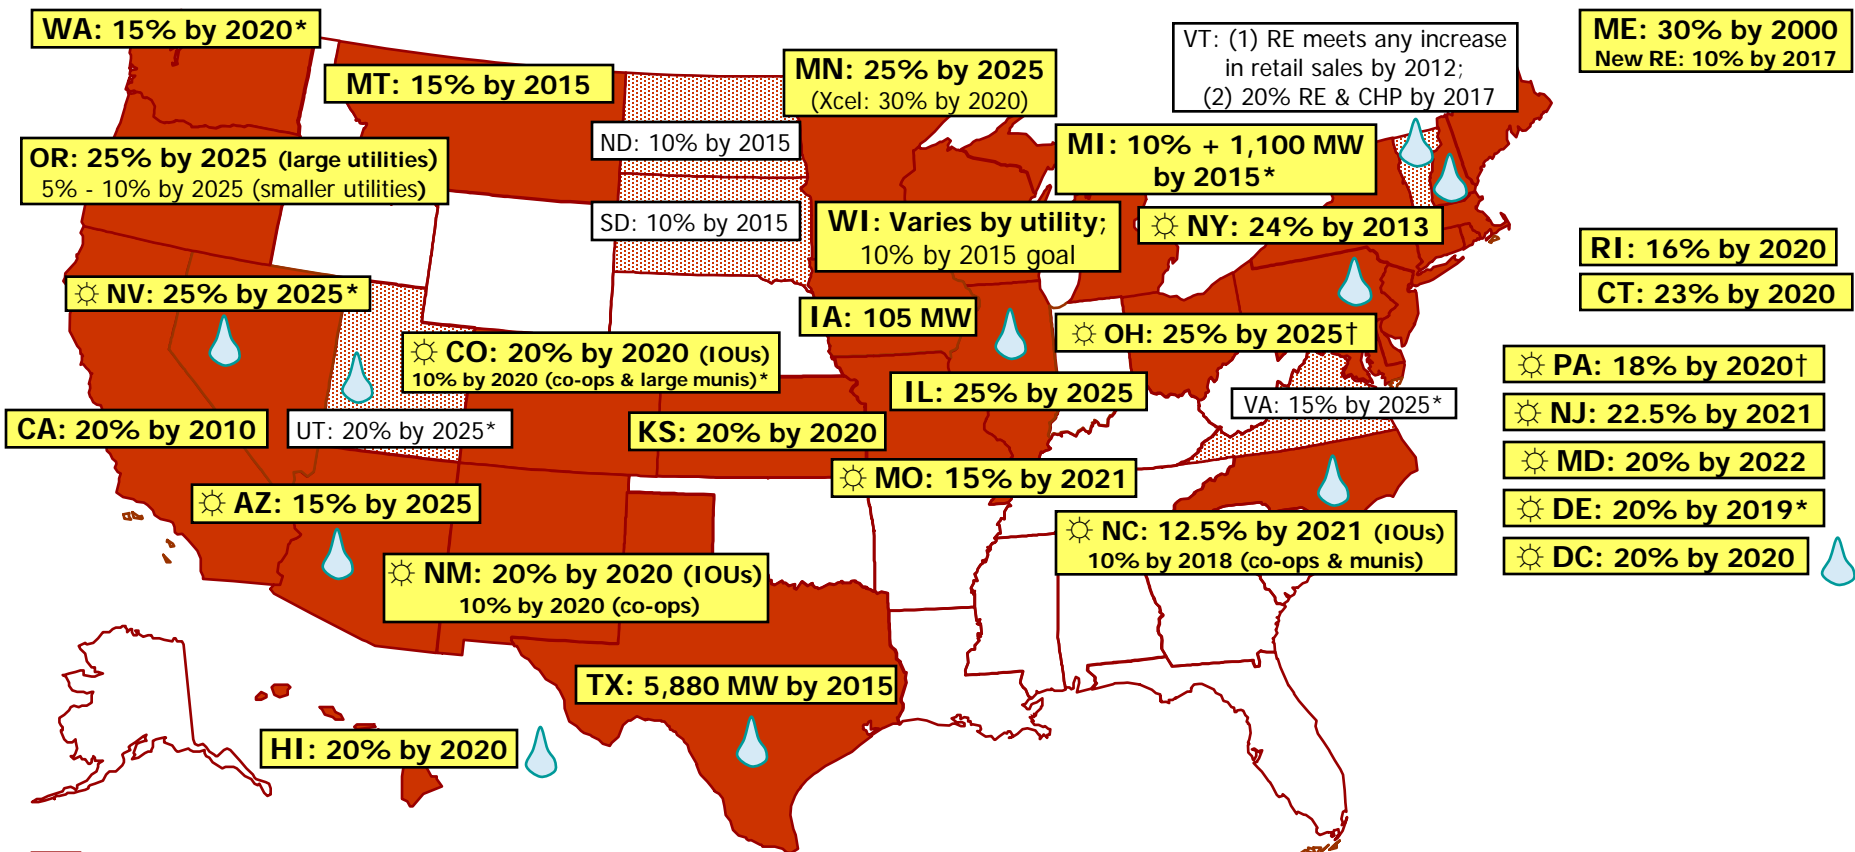 WA: 15% by 2020*
MT: 15% by 2015
MN: 25% by 2025
(Xcel: 30% by 2020)
VT: (1) RE meets any increase
in retail sales by 2012;
(2) 20% RE & CHP by 2017
ME: 30% by 2000
New RE: 10% by 2017
ND: 10% by 2015
OR: 25% by 2025 (large utilities)
5% - 10% by 2025 (smaller utilities)
MI: 10% + 1,100 MW
by 2015*
SD: 10% by 2015
WI: Varies by utility;
10% by 2015 goal
☼ NY: 24% by 2013
RI: 16% by 2020
CT: 23% by 2020
☼ NV: 25% by 2025*
IA: 105 MW
☼ OH: 25% by 2025†
☼ CO: 20% by 2020 (IOUs)
10% by 2020 (co-ops & large munis)*
☼ PA: 18% by 2020†
IL: 25% by 2025
VA: 15% by 2025*
☼ NJ: 22.5% by 2021
CA: 20% by 2010
UT: 20% by 2025*
KS: 20% by 2020
☼ MD: 20% by 2022
☼ MO: 15% by 2021
☼ AZ: 15% by 2025
☼ DE: 20% by 2019*
☼ NC: 12.5% by 2021 (IOUs)
10% by 2018 (co-ops & munis)
☼ DC: 20% by 2020
☼ NM: 20% by 2020 (IOUs)
10% by 2020 (co-ops)
TX: 5,880 MW by 2015
HI: 20% by 2020